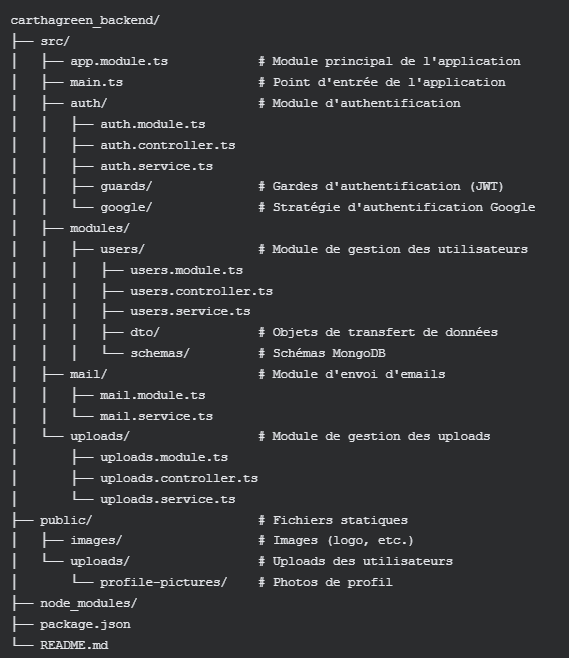 carthagreen_backend/
├── src/
│   ├── app.module.ts            # Module principal de l'application
│   ├── main.ts                  # Point d'entrée de l'application
│   ├── auth/                    # Module d'authentification
│   │   ├── auth.module.ts
│   │   ├── auth.controller.ts
│   │   ├── auth.service.ts
│   │   ├── guards/              # Gardes d'authentification (JWT)
│   │   └── google/              # Stratégie d'authentification Google
│   ├── modules/
│   │   ├── users/               # Module de gestion des utilisateurs
│   │   │   ├── users.module.ts
│   │   │   ├── users.controller.ts
│   │   │   ├── users.service.ts
│   │   │   ├── dto/             # Objets de transfert de données
│   │   │   └── schemas/         # Schémas MongoDB
│   ├── mail/                    # Module d'envoi d'emails
│   │   ├── mail.module.ts
│   │   └── mail.service.ts
│   └── uploads/                 # Module de gestion des uploads
│       ├── uploads.module.ts
│       ├── uploads.controller.ts
│       └── uploads.service.ts
├── public/                      # Fichiers statiques
│   ├── images/                  # Images (logo, etc.)
│   └── uploads/                 # Uploads des utilisateurs
│       └── profile-pictures/    # Photos de profil
├── node_modules/
├── package.json
└── README.md